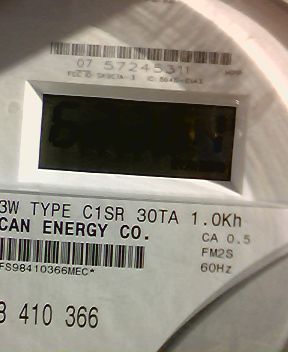 07 57245311
3W TYPE C1SR 30TA 1.0Kh
CAN ENERGY CO.
CA 0.5
FM2S
60Hz
FS98410366MEC*
8 410 366